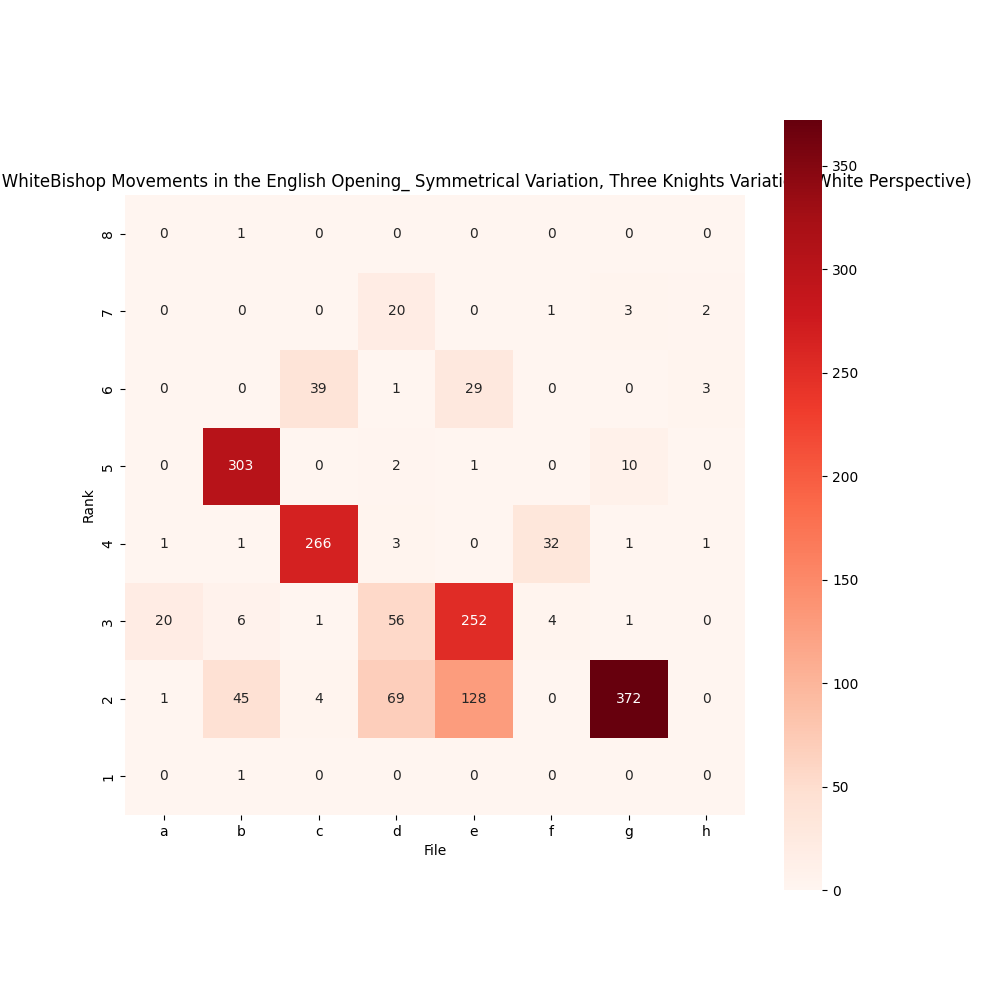 WhiteBishop Movements in the English Opening_ Symmetrical Variation, Three Knights White Perspective)
350
8 0 1 0 0 0 0 0 0
300
7 0 0 0 20 0 1 3 2
6 0 0 39 1 29 0 0 3
250
5 0 303 0 2 1 0 10 0
200
Rank
4 1 1 266 3 0 32 1 1
150
3 20 6 1 56 252 4 1 0
100
2 1 45 4 69 128 0 372 0
50
1 0 1 0 0 0 0 0 0
a b c d e f g h
File
0